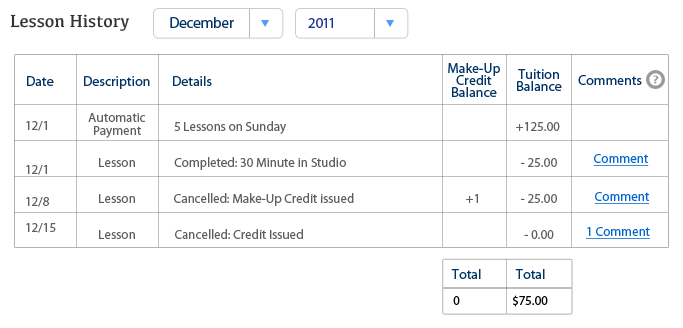 Lesson History December 2011
Date Description Details Make-Up Credit Balance Tuition Balance Comments ?
12/1 Automatic Payment 5 Lessons on Sunday +125.00
12/1 Lesson Completed: 30 Minute in Studio - 25.00 Comment
12/8 Lesson Cancelled: Make-Up Credit issued +1 - 25.00 Comment
12/15 Lesson Cancelled: Credit Issued - 0.00 1 Comment
Total Total
0 $75.00